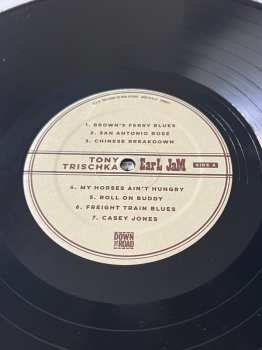 1. BROWN'S FERRY BLUES
2. SAN ANTONIO ROSE
3. CHINESE BREAKDOWN
TONY TRISCHKA
EARL JAM
SIDE A
4. MY HORSES AIN'T HUNGRY
5. ROLL ON BUDDY
6. FREIGHT TRAIN BLUES
7. CASEY JONES
DOWN
THE ROAD